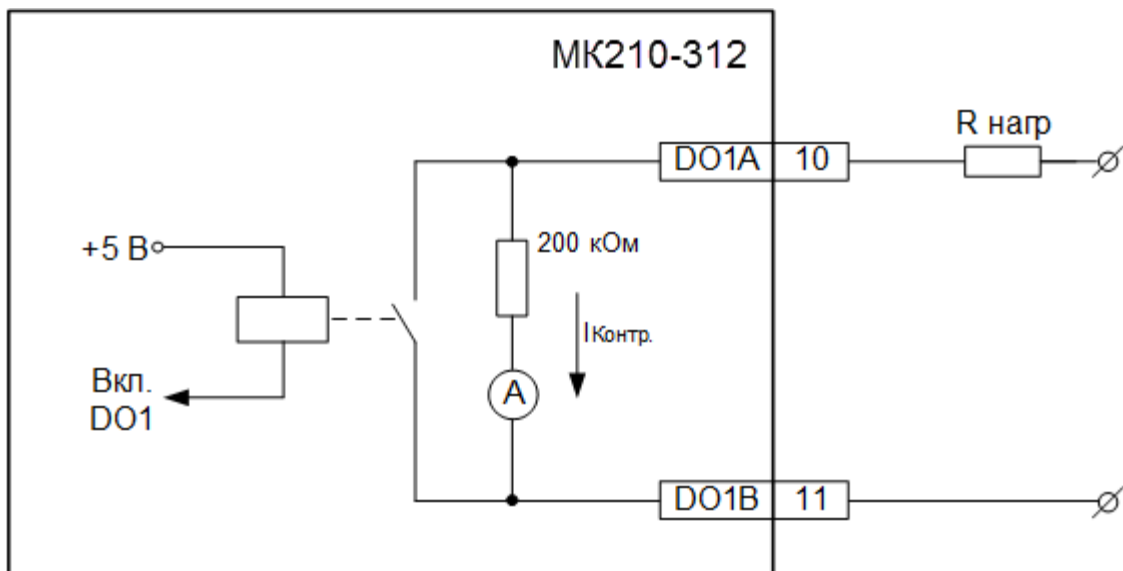 МК210-312
R нагр
DO1A 10
200 кОм
+5 В
Iконтр.
Вкл.
DO1
A
DO1B 11